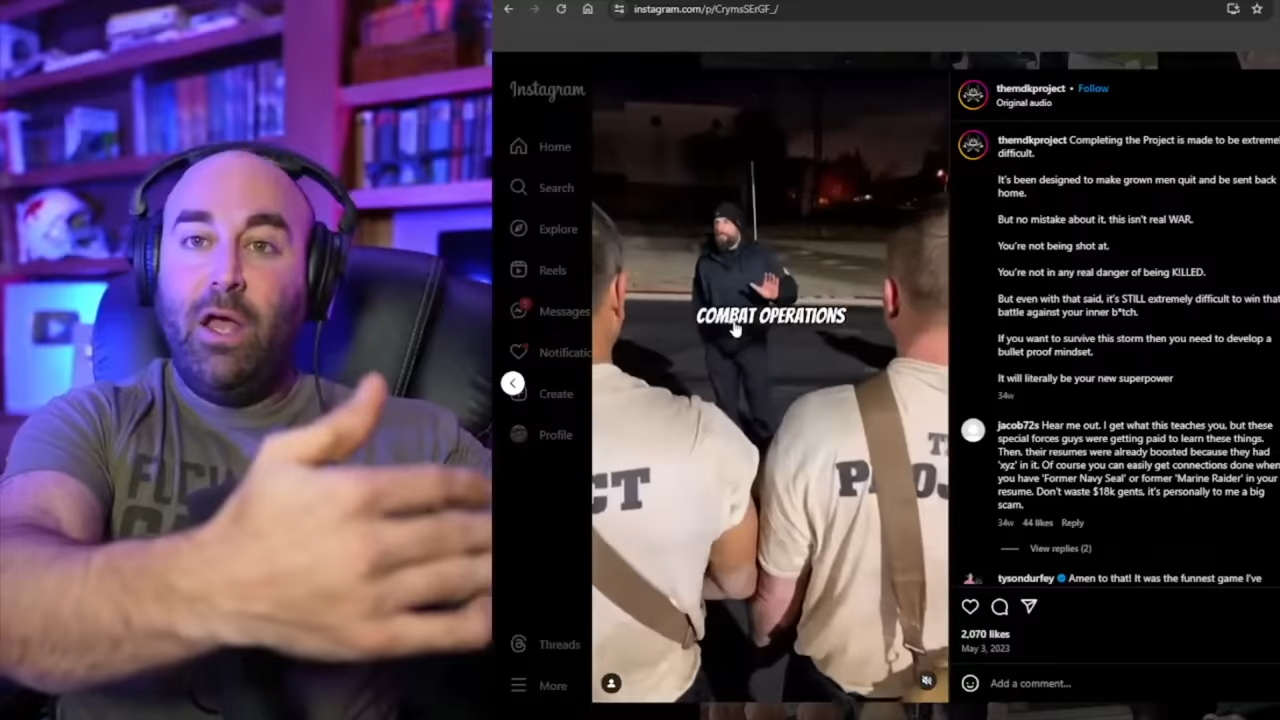 instagram.com/p/CrymsSErGF_/
Instagram
Home
Search
Explore
Reels
Messages
Notificatio
Create
Profile
Threads
More
COMBAT OPERATIONS
CT
PROJ
themdkproject • Follow
Original audio
themdkproject Completing the Project is made to be extreme
difficult.
It's been designed to make grown men quit and be sent back
home.
But no mistake about it, this isn't real WAR.
You're not being shot at.
You're not in any real danger of being KILLED.
But even with that said, it's STILL extremely difficult to win that
battle against your inner b*tch.
If you want to survive this storm then you need to develop a
bullet proof mindset.
It will literally be your new superpower
34w
jacob72s Hear me out. I get what this teaches you, but these
special forces guys were getting paid to learn these things.
Then, their resumes were already boosted because they had
'xyz' in it. Of course you can easily get connections done when
you have 'Former Navy Seal' or former 'Marine Raider' in your
resume. Don't waste $18k gents, it's personally to me a big
scam.
34w 44 likes Reply
View replies (2)
tysondurfey Amen to that! It was the funnest game I've
2,070 likes
May 3, 2023
Add a comment...